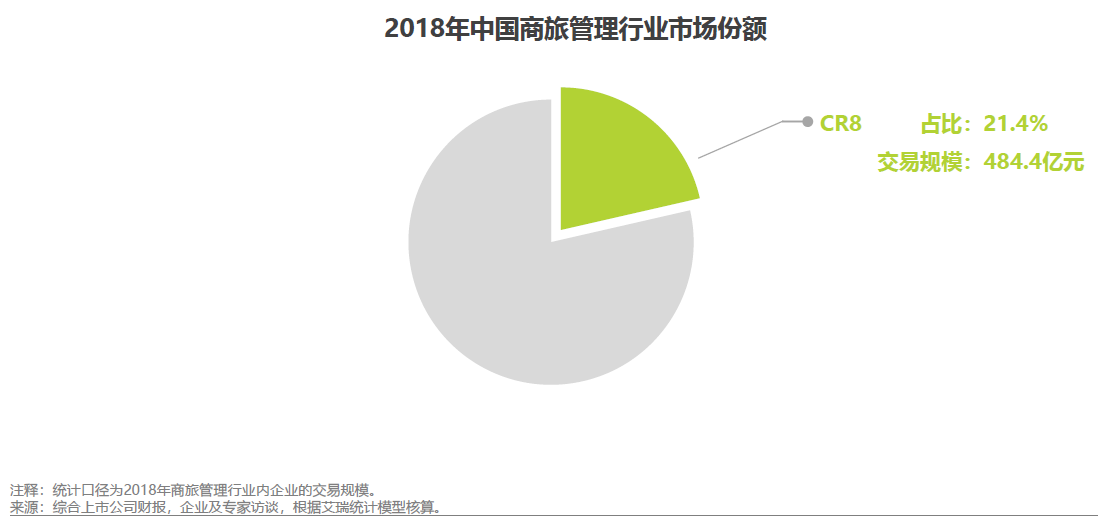 2018年中国商旅管理行业市场份额
CR8 占比：21.4%
交易规模：484.4亿元
注释：统计口径为2018年商旅管理行业内企业的交易规模。
来源：综合上市公司财报，企业及专家访谈，根据艾瑞统计模型核算。